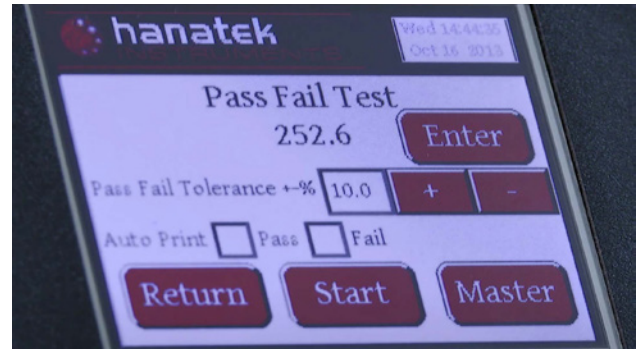 hanatek
Wed 14:44:35
Oct 16 2013
Pass Fail Test
252.6 Enter
Pass Fail Tolerance +-% 10.0 + -
Auto Print Pass Fail
Return Start Master